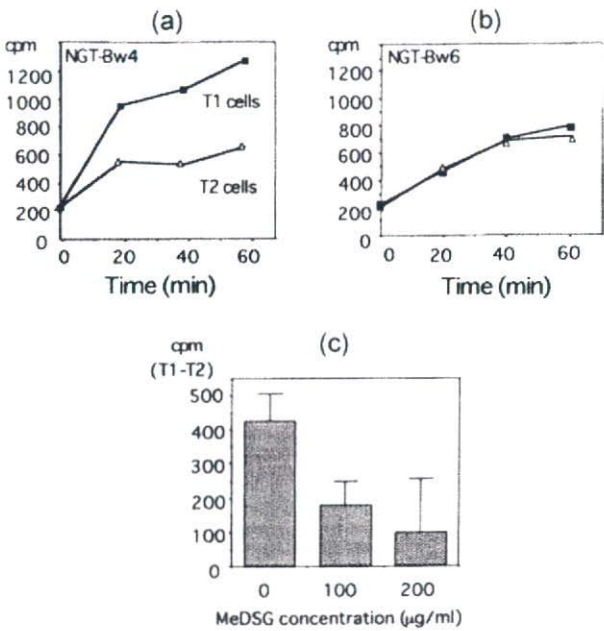 (a)
cpm
NGT-Bw4
1200
1000
800
600
400
200
0
T1 cells
T2 cells
0 20 40 60
Time (min)
(b)
cpm
NGT-Bw6
1200
1000
800
600
400
200
0
0 20 40 60
Time (min)
(c)
cpm
(T1-T2)
500
400
300
200
100
0
0 100 200
MeDSG concentration (µg/ml)